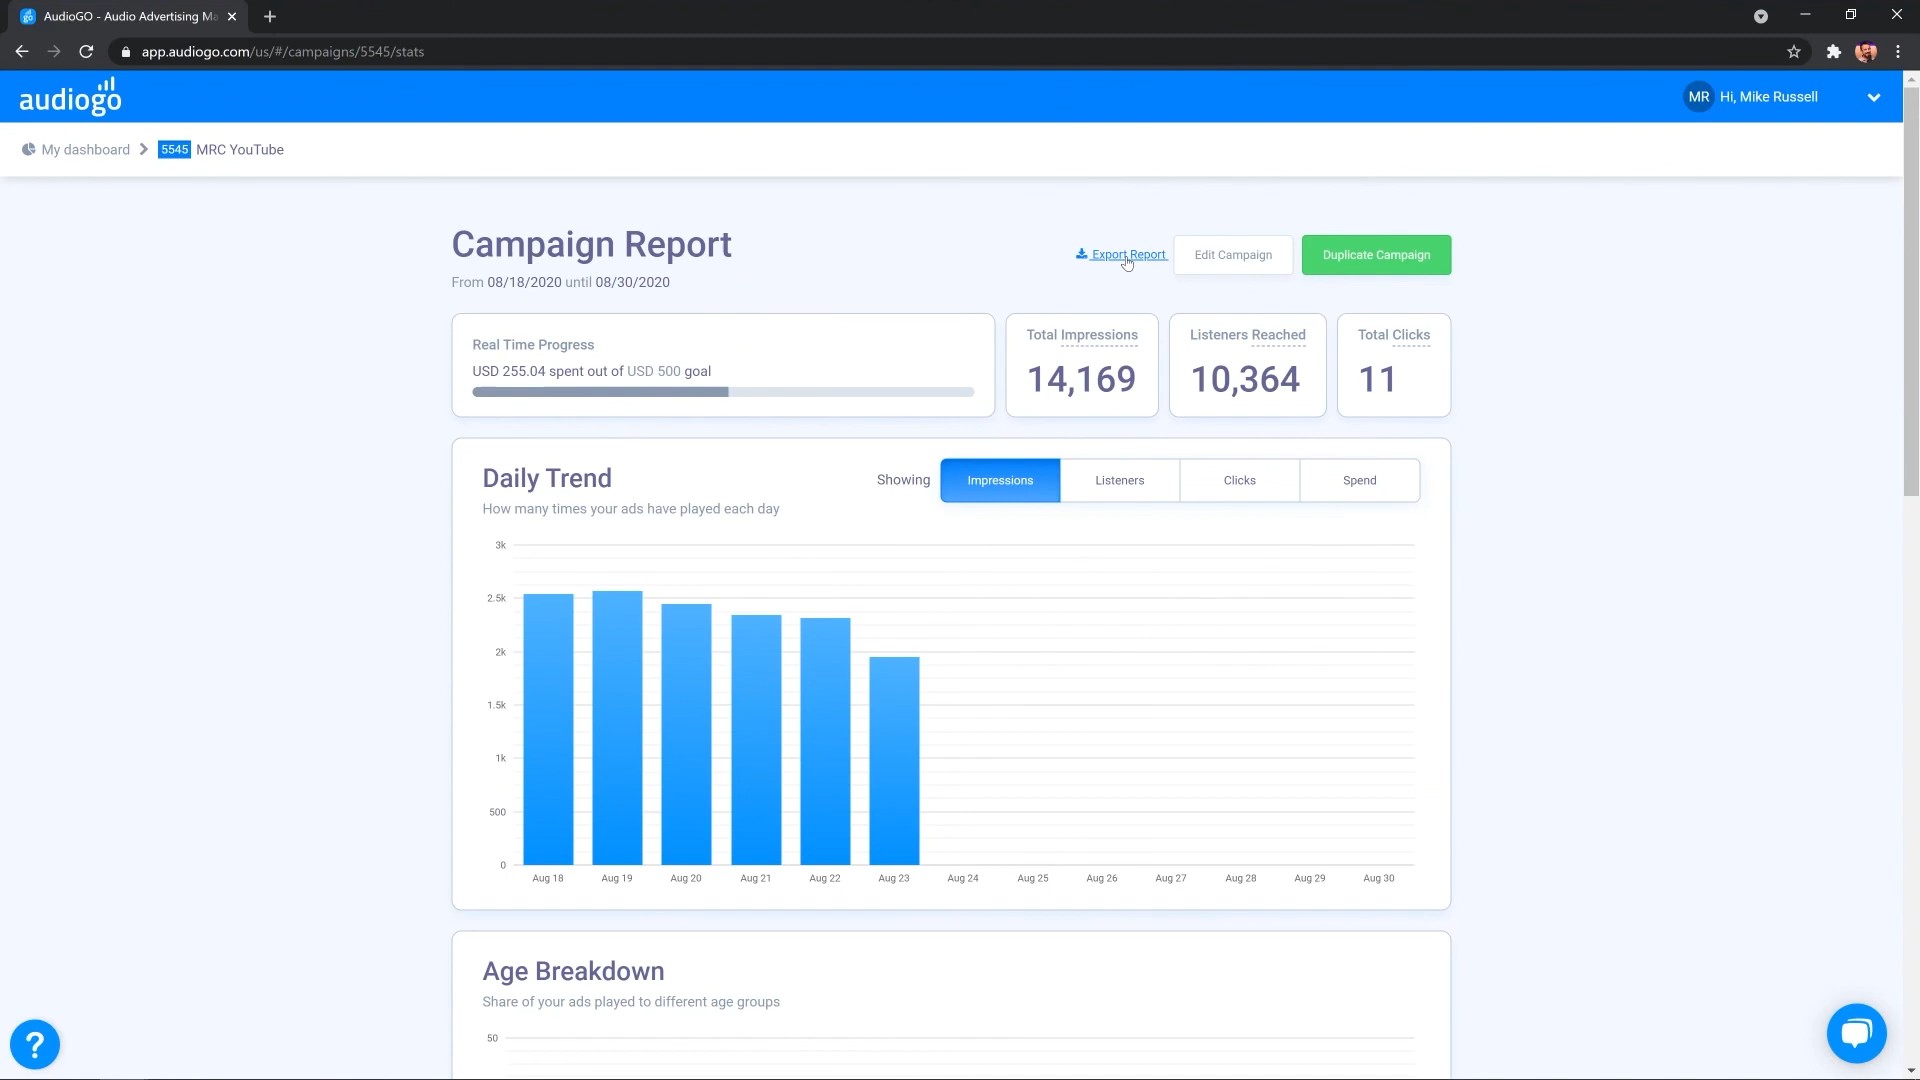 AudioGO - Audio Advertising Ma
app.audiogo.com/us/#/campaigns/5545/stats
audiogo
MR Hi, Mike Russell
My dashboard 5545 MRC YouTube
Campaign Report
Export Report
Edit Campaign
Duplicate Campaign
From 08/18/2020 until 08/30/2020
Real Time Progress
USD 255.04 spent out of USD 500 goal
Total Impressions
14,169
Listeners Reached
10,364
Total Clicks
11
Daily Trend
How many times your ads have played each day
Showing
Impressions
Listeners
Clicks
Spend
3k
2.5k
2k
1.5k
1k
500
0
Aug 18 Aug 19 Aug 20 Aug 21 Aug 22 Aug 23 Aug 24 Aug 25 Aug 26 Aug 27 Aug 28 Aug 29 Aug 30
Age Breakdown
Share of your ads played to different age groups
50
?